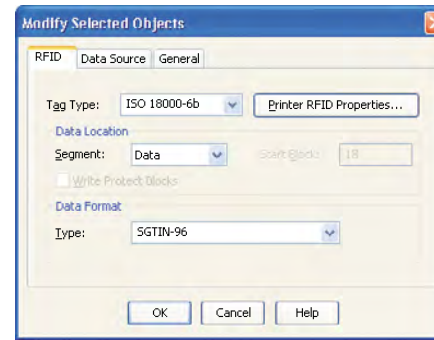 Modify Selected Objects
RFID Data Source General
Tag Type: ISO 18000-6b Printer RFID Properties...
Data Location
Segment: Data Start Block: 18
Write Protect Blocks
Data Format
Type: SGTIN-96
OK Cancel Help